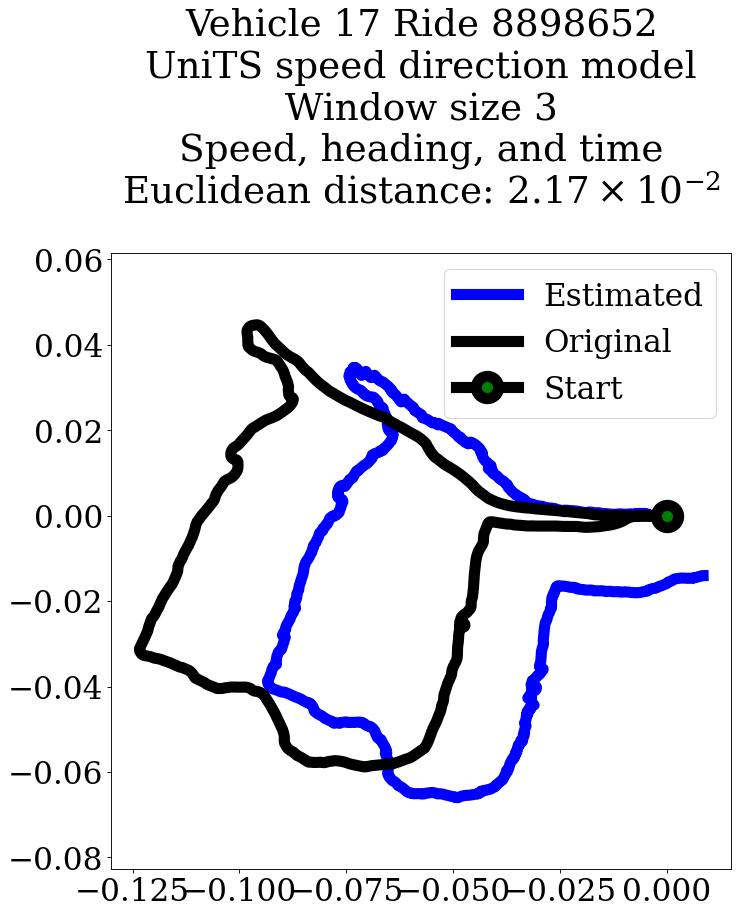 Vehicle 17 Ride 8898652
UniTS speed direction model
Window size 3
Speed, heading, and time
Euclidean distance: 2.17 × 10⁻²
Estimated
Original
Start
0.06
0.04
0.02
0.00
−0.02
−0.04
−0.06
−0.08
−0.125 −0.100 −0.075 −0.050 −0.025 0.000